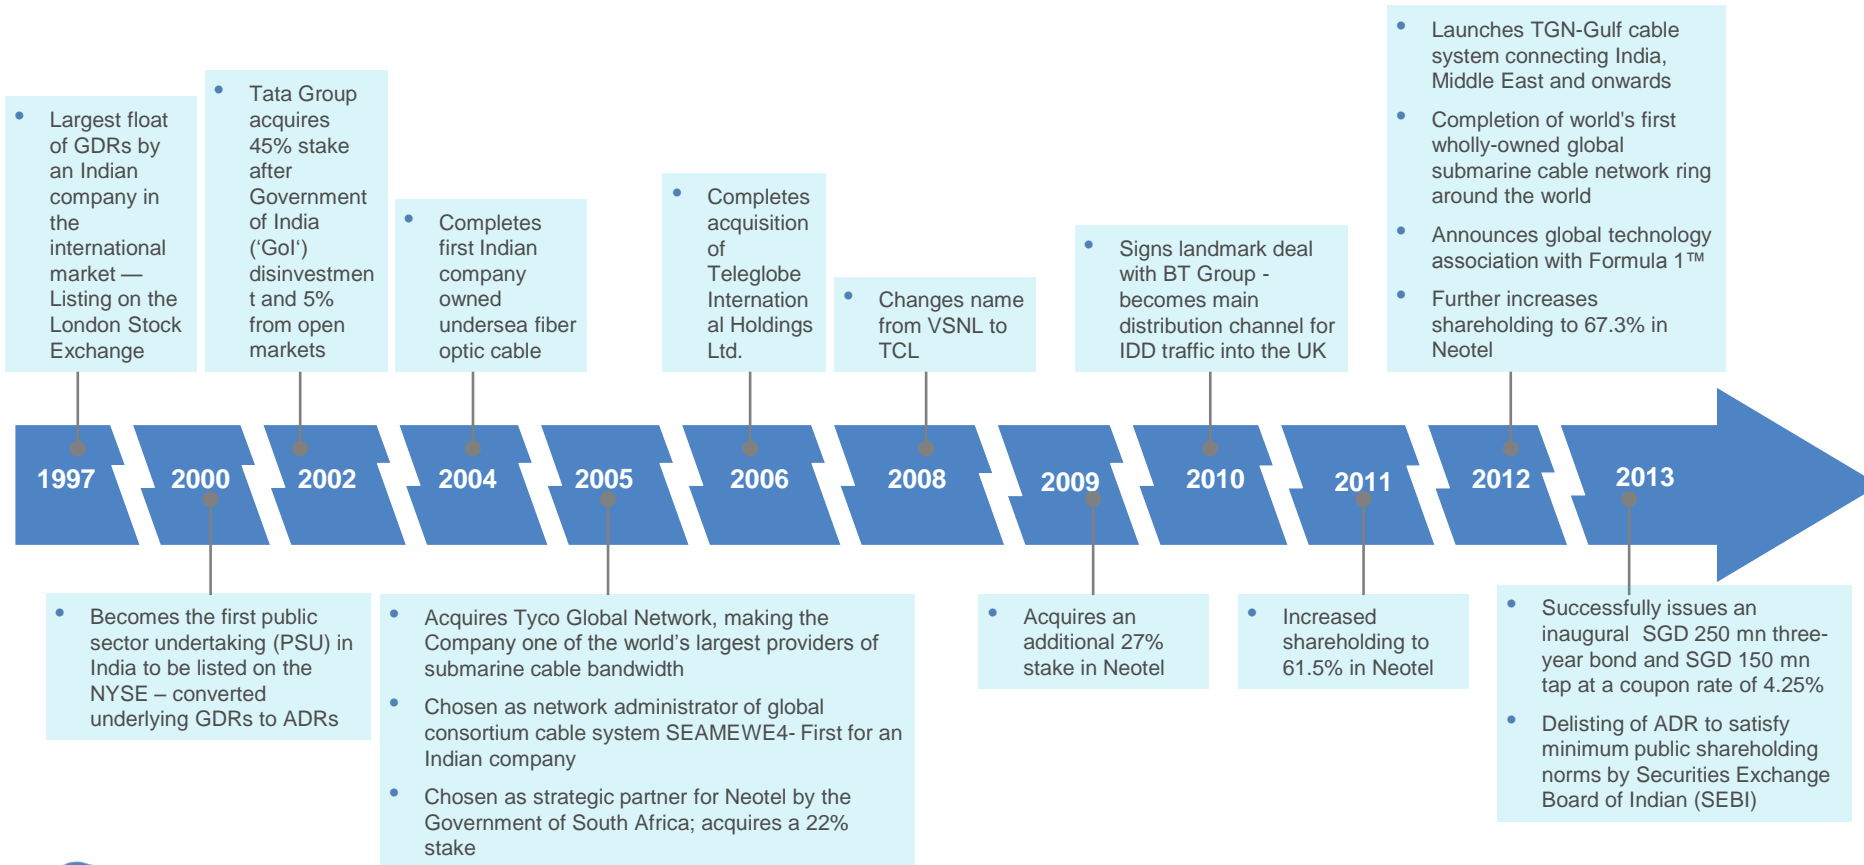 Largest float
of GDRs by
an Indian
company in
the
international
market —
Listing on the
London Stock
Exchange
Tata Group
acquires
45% stake
after
Government
of India
(‘GoI‘)
disinvestmen
t and 5%
from open
markets
Completes
first Indian
company
owned
undersea fiber
optic cable
Completes
acquisition
of
Teleglobe
Internation
al Holdings
Ltd.
Changes name
from VSNL to
TCL
Signs landmark deal
with BT Group -
becomes main
distribution channel for
IDD traffic into the UK
Launches TGN-Gulf cable
system connecting India,
Middle East and onwards
Completion of world's first
wholly-owned global
submarine cable network ring
around the world
Announces global technology
association with Formula 1™
Further increases
shareholding to 67.3% in
Neotel
1997 2000 2002 2004 2005 2006 2008 2009 2010 2011 2012 2013
Becomes the first public
sector undertaking (PSU) in
India to be listed on the
NYSE – converted
underlying GDRs to ADRs
Acquires Tyco Global Network, making the
Company one of the world’s largest providers of
submarine cable bandwidth
Chosen as network administrator of global
consortium cable system SEAMEWE4- First for an
Indian company
Chosen as strategic partner for Neotel by the
Government of South Africa; acquires a 22%
stake
Acquires an
additional 27%
stake in Neotel
Increased
shareholding to
61.5% in Neotel
Successfully issues an
inaugural SGD 250 mn three-
year bond and SGD 150 mn
tap at a coupon rate of 4.25%
Delisting of ADR to satisfy
minimum public shareholding
norms by Securities Exchange
Board of Indian (SEBI)